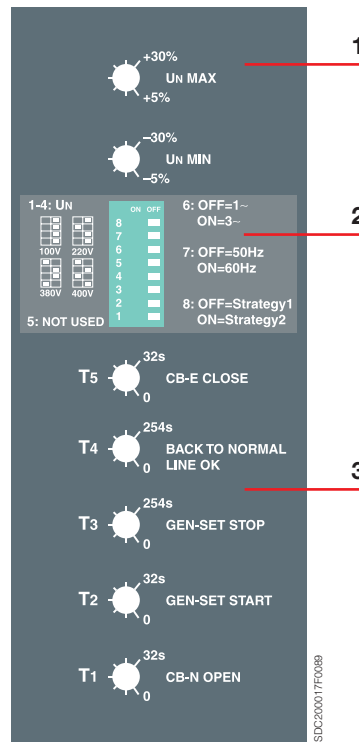 1
+30%
UN MAX
+5%
–30%
UN MIN
–5%
2
1-4: UN
100V 220V
380V 400V
5: NOT USED
ON OFF
8
7
6
5
4
3
2
1
6: OFF=1~
ON=3~
7: OFF=50Hz
ON=60Hz
8: OFF=Strategy1
ON=Strategy2
32s
T5 CB-E CLOSE
0
254s
T4 BACK TO NORMAL
0 LINE OK
3
254s
T3 GEN-SET STOP
0
32s
T2 GEN-SET START
0
32s
T1 CB-N OPEN
0
SDC200017F0089